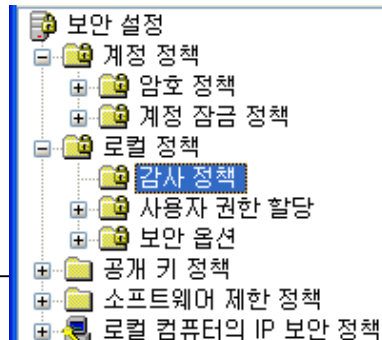 보안 설정
계정 정책
암호 정책
계정 잠금 정책
로컬 정책
감사 정책
사용자 권한 할당
보안 옵션
공개 키 정책
소프트웨어 제한 정책
로컬 컴퓨터의 IP 보안 정책